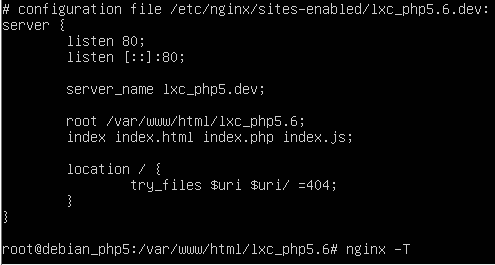 # configuration file /etc/nginx/sites-enabled/lxc_php5.6.dev:
server {
listen 80;
listen [::]:80;
server_name lxc_php5.dev;
root /var/www/html/lxc_php5.6;
index index.html index.php index.js;
location / {
try_files $uri $uri/ =404;
}
}
root@debian_php5:/var/www/html/lxc_php5.6# nginx -T